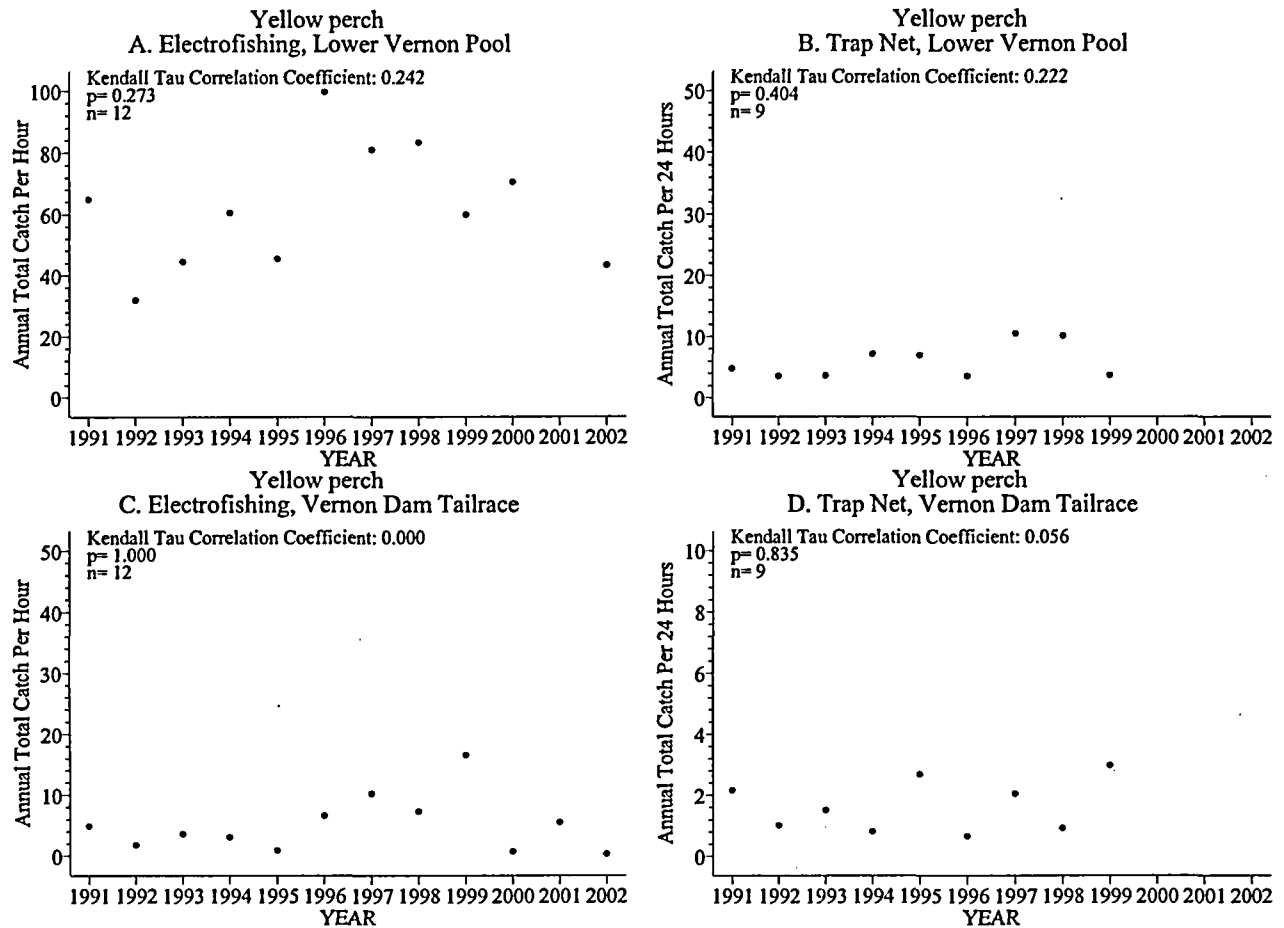 Yellow perch
A. Electrofishing, Lower Vernon Pool
Kendall Tau Correlation Coefficient: 0.242
p= 0.273
n= 12
Annual Total Catch Per Hour
100
80
60
40
20
0
1991 1992 1993 1994 1995 1996 1997 1998 1999 2000 2001 2002
YEAR
Yellow perch
B. Trap Net, Lower Vernon Pool
Kendall Tau Correlation Coefficient: 0.222
p= 0.404
n= 9
Annual Total Catch Per 24 Hours
50
40
30
20
10
0
1991 1992 1993 1994 1995 1996 1997 1998 1999 2000 2001 2002
YEAR
Yellow perch
C. Electrofishing, Vernon Dam Tailrace
Kendall Tau Correlation Coefficient: 0.000
p= 1.000
n= 12
Annual Total Catch Per Hour
50
40
30
20
10
0
1991 1992 1993 1994 1995 1996 1997 1998 1999 2000 2001 2002
YEAR
Yellow perch
D. Trap Net, Vernon Dam Tailrace
Kendall Tau Correlation Coefficient: 0.056
p= 0.835
n= 9
Annual Total Catch Per 24 Hours
10
8
6
4
2
0
1991 1992 1993 1994 1995 1996 1997 1998 1999 2000 2001 2002
YEAR